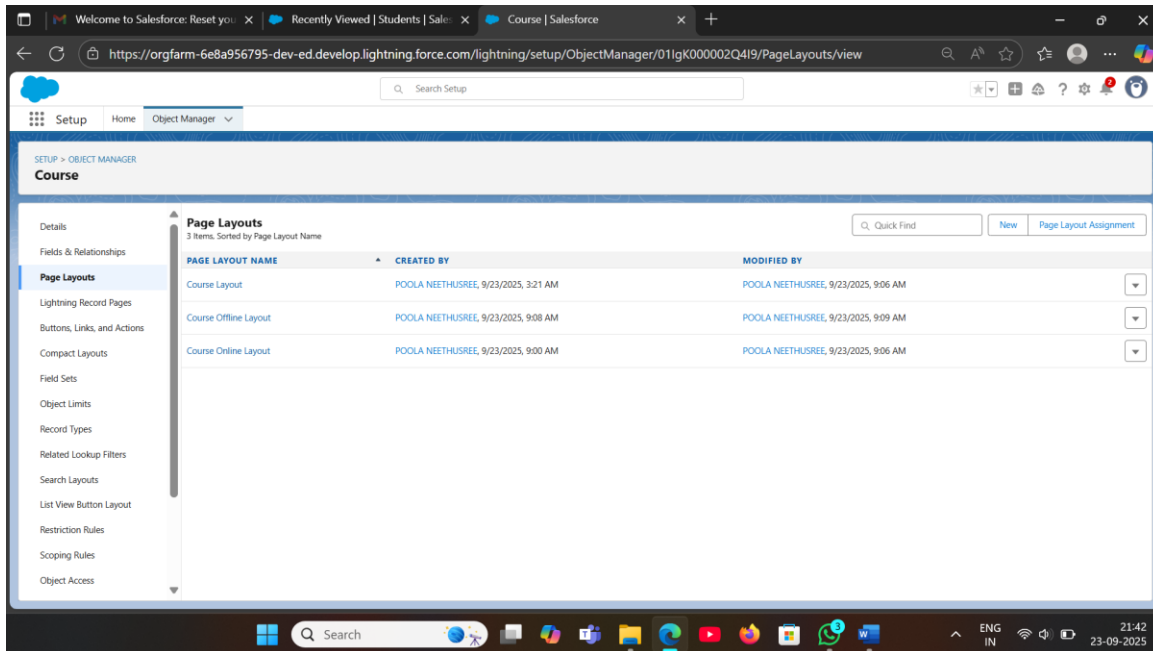 Welcome to Salesforce: Reset you
Recently Viewed | Students | Sales
Course | Salesforce
https://orgfarm-6e8a956795-dev-ed.develop.lightning.force.com/lightning/setup/ObjectManager/01IgK000002Q4I9/PageLayouts/view
Search Setup
Setup Home Object Manager
SETUP > OBJECT MANAGER
Course
Details
Fields & Relationships
Page Layouts
Lightning Record Pages
Buttons, Links, and Actions
Compact Layouts
Field Sets
Object Limits
Record Types
Related Lookup Filters
Search Layouts
List View Button Layout
Restriction Rules
Scoping Rules
Object Access
Page Layouts
3 Items, Sorted by Page Layout Name
Quick Find New Page Layout Assignment
PAGE LAYOUT NAME CREATED BY MODIFIED BY
Course Layout POOLA NEETHUSREE, 9/23/2025, 3:21 AM POOLA NEETHUSREE, 9/23/2025, 9:06 AM
Course Offline Layout POOLA NEETHUSREE, 9/23/2025, 9:08 AM POOLA NEETHUSREE, 9/23/2025, 9:09 AM
Course Online Layout POOLA NEETHUSREE, 9/23/2025, 9:00 AM POOLA NEETHUSREE, 9/23/2025, 9:06 AM
2
Search
3
ENG
IN
21:42
23-09-2025